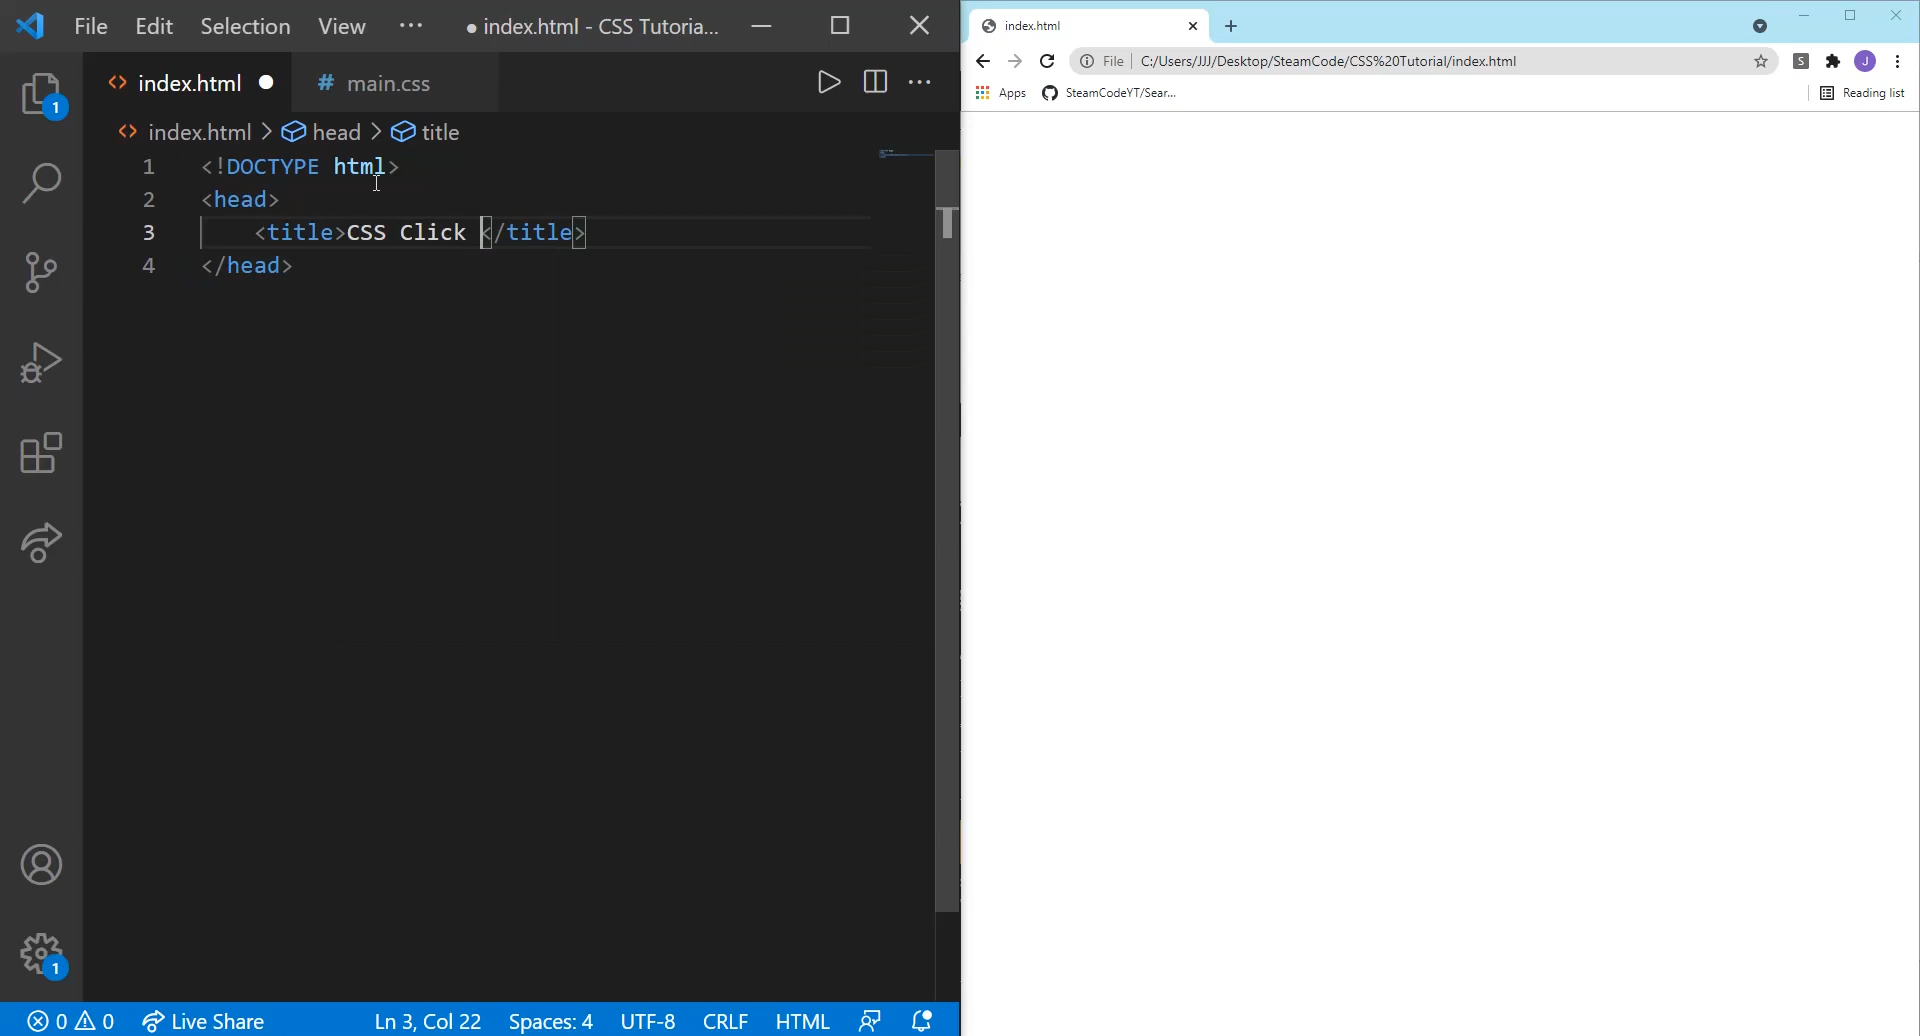 File Edit Selection View ··· ● index.html - CSS Tutoria...
index.html ●
# main.css
index.html > head > title
1 <!DOCTYPE html>
2 <head>
3 <title>CSS Click </title>
4 </head>
1
1
0 0 Live Share Ln 3, Col 22 Spaces: 4 UTF-8 CRLF HTML
index.html
File C:/Users/JJJ/Desktop/SteamCode/CSS%20Tutorial/index.html
S
J
Apps SteamCodeYT/Sear... Reading list